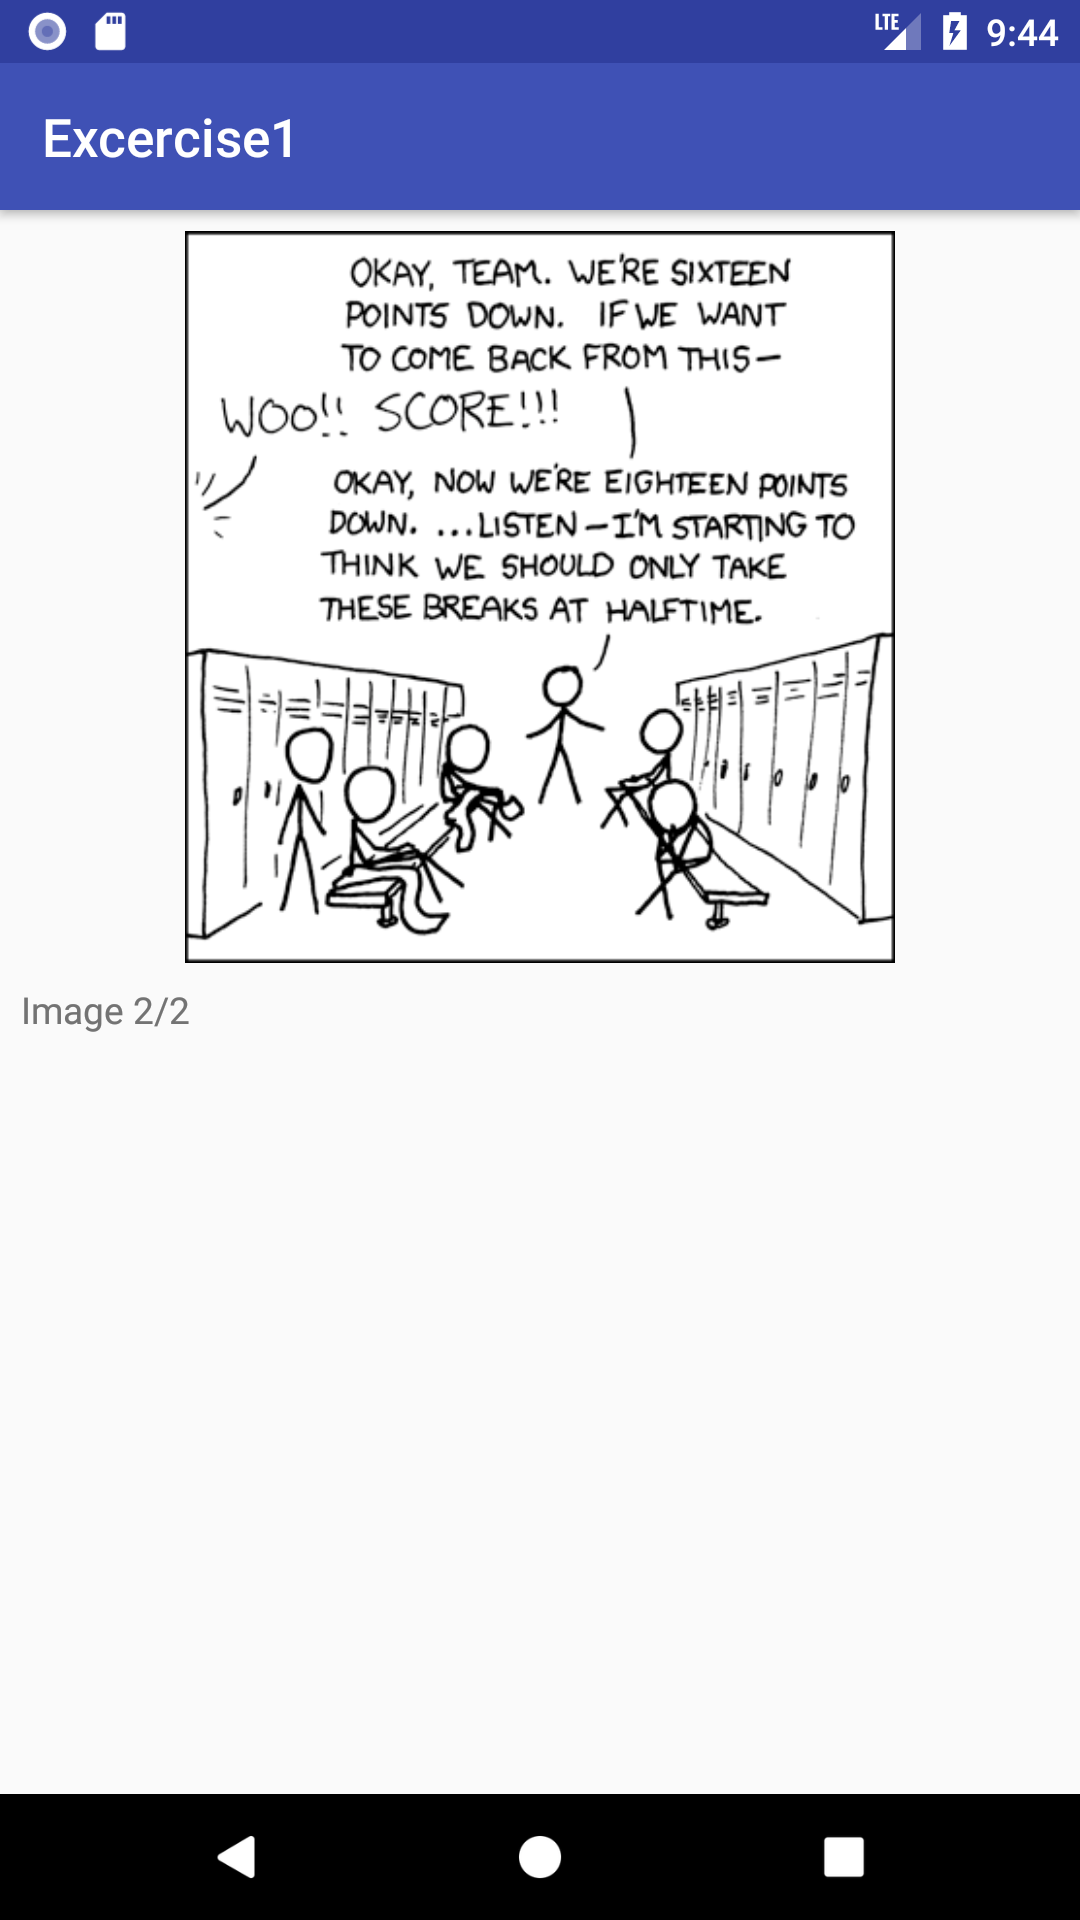 LTE 9:44
Excercise1
OKAY, TEAM. WE'RE SIXTEEN
POINTS DOWN. IF WE WANT
TO COME BACK FROM THIS—
WOO!! SCORE!!!
OKAY, NOW WE'RE EIGHTEEN POINTS
DOWN. ...LISTEN—I'M STARTING TO
THINK WE SHOULD ONLY TAKE
THESE BREAKS AT HALFTIME.
Image 2/2